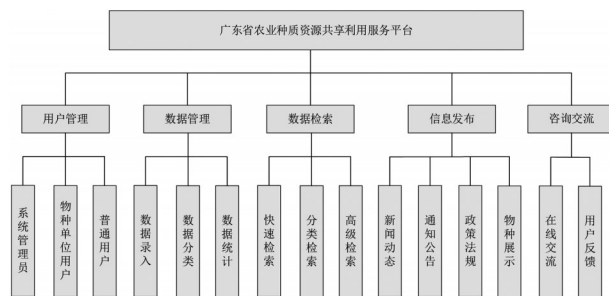 广东省农业种质资源共享利用服务平台
用户管理
数据管理
数据检索
信息发布
咨询交流
系统管理员
物种单位用户
普通用户
数据录入
数据分类
数据统计
快速检索
分类检索
高级检索
新闻动态
通知公告
政策法规
物种展示
在线交流
用户反馈